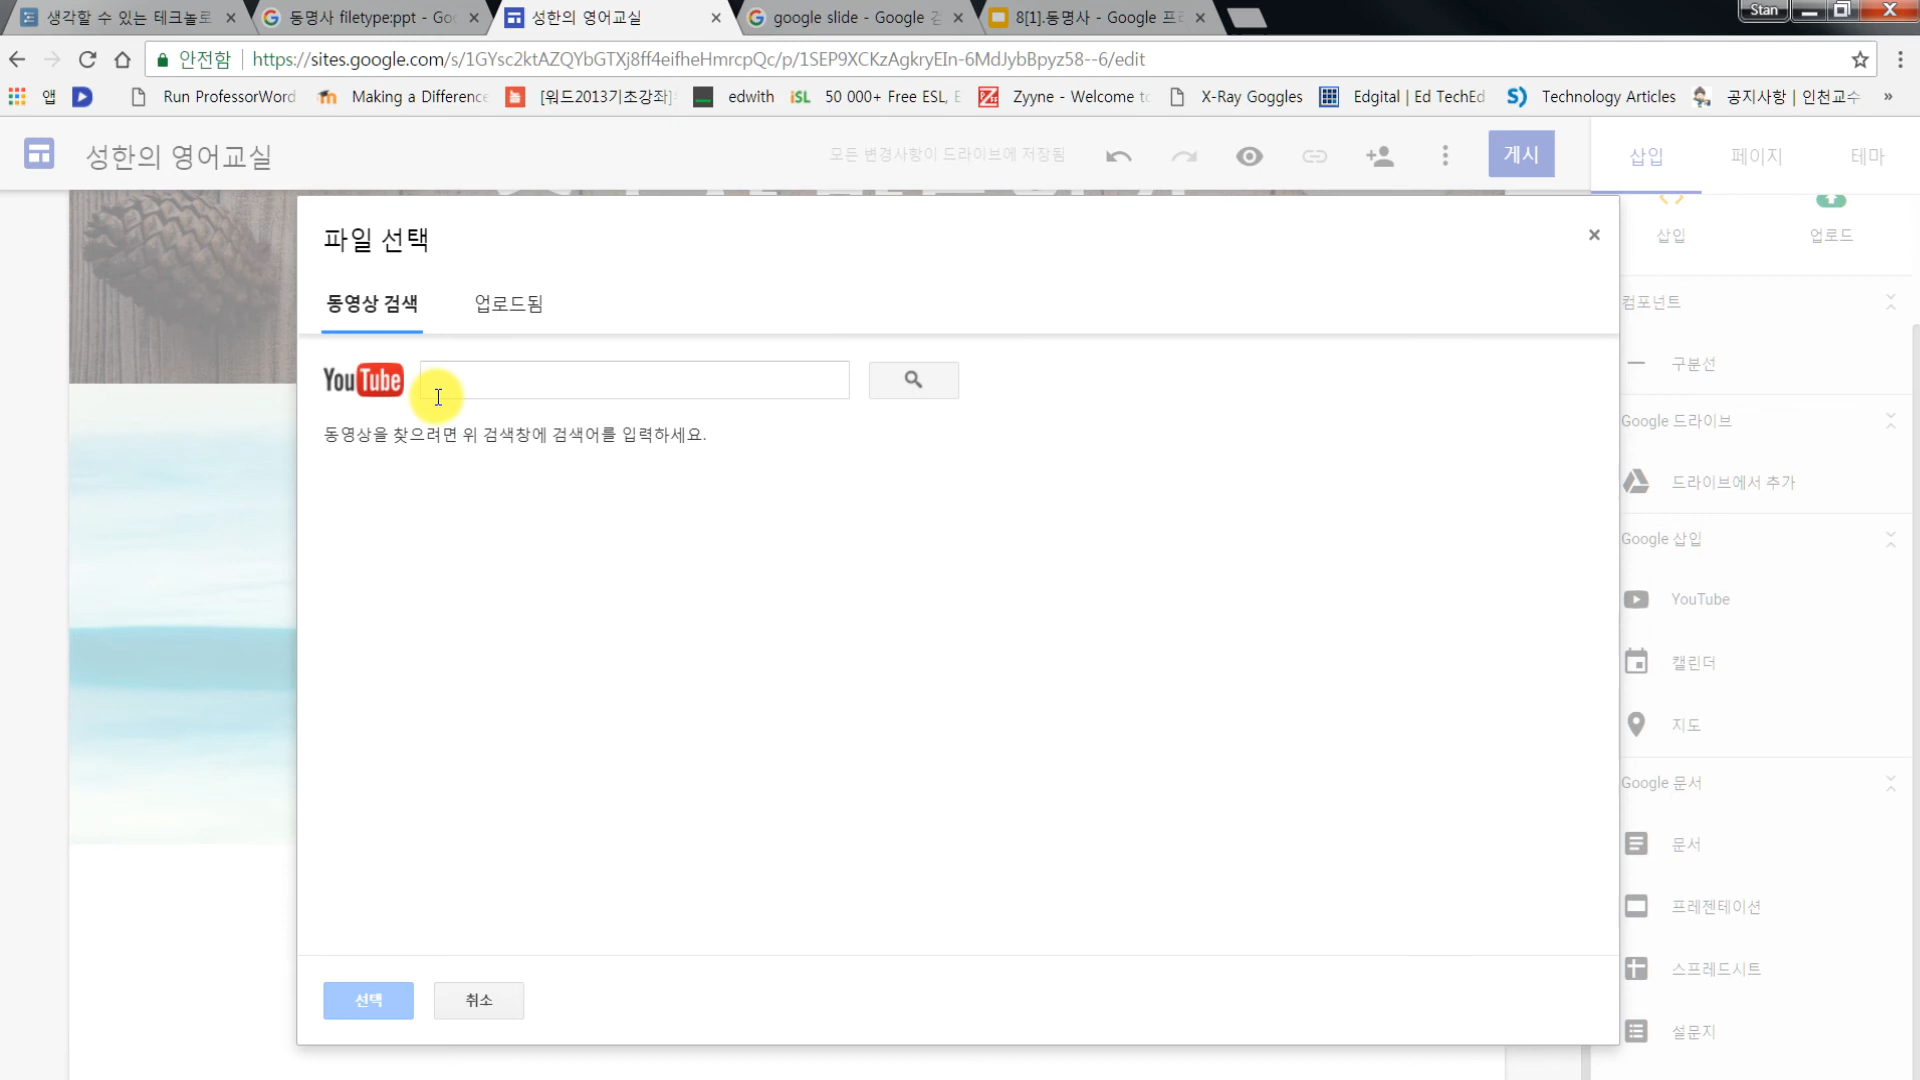 생각할 수 있는 테크놀로
동명사 filetype:ppt - Goo
성한의 영어교실
google slide - Google 검
8[1].동명사 - Google 프
Stan
안전함
https://sites.google.com/s/1GYsc2ktAZQYbGTXj8ff4eifheHmrcpQc/p/1SEP9XCKzAgkryEIn-6MdJybBpyz58--6/edit
앱
Run ProfessorWord
Making a Difference
[워드2013기초강좌]
edwith
iSL
50 000+ Free ESL, E
Zyyne - Welcome to
X-Ray Goggles
Edgital | Ed TechEd
Technology Articles
공지사항 | 인천교수
»
성한의 영어교실
모든 변경사항이 드라이브에 저장됨
게시
삽입
페이지
테마
파일 선택
동영상 검색
업로드됨
YouTube
동영상을 찾으려면 위 검색창에 검색어를 입력하세요.
선택
취소
삽입
업로드
컴포넌트
구분선
Google 드라이브
드라이브에서 추가
Google 삽입
YouTube
캘린더
지도
Google 문서
문서
프레젠테이션
스프레드시트
설문지